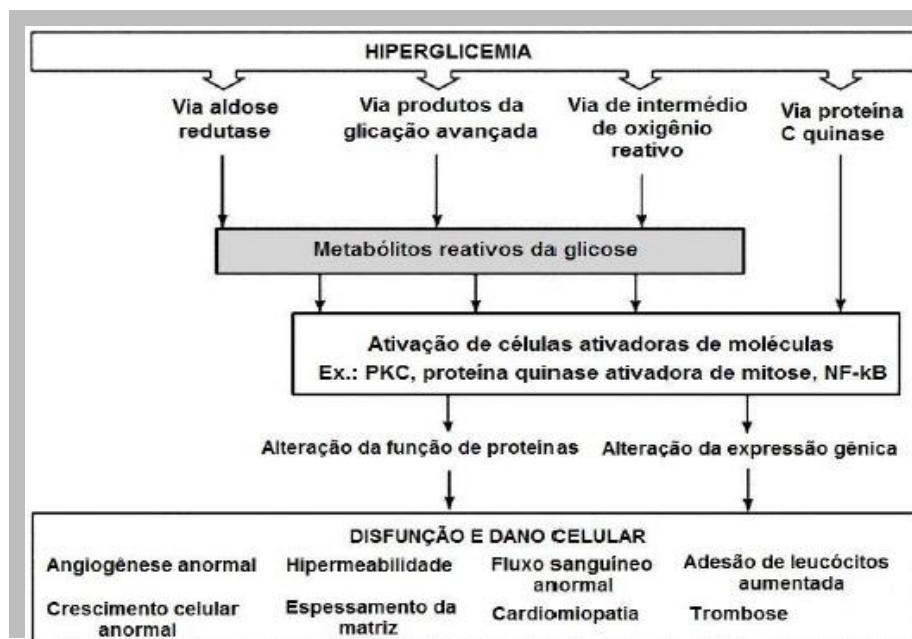 HIPERGLICEMIA
Via aldose
redutase
Via produtos da
glicação avançada
Via de intermédio
de oxigênio
reativo
Via proteína
C quinase
Metabólitos reativos da glicose
Ativação de células ativadoras de moléculas
Ex.: PKC, proteína quinase ativadora de mitose, NF-kB
Alteração da função de proteínas
Alteração da expressão gênica
DISFUNÇÃO E DANO CELULAR
Angiogênese anormal
Hipermeabilidade
Fluxo sanguíneo
anormal
Adesão de leucócitos
aumentada
Crescimento celular
anormal
Espessamento da
matriz
Cardiomiopatia
Trombose